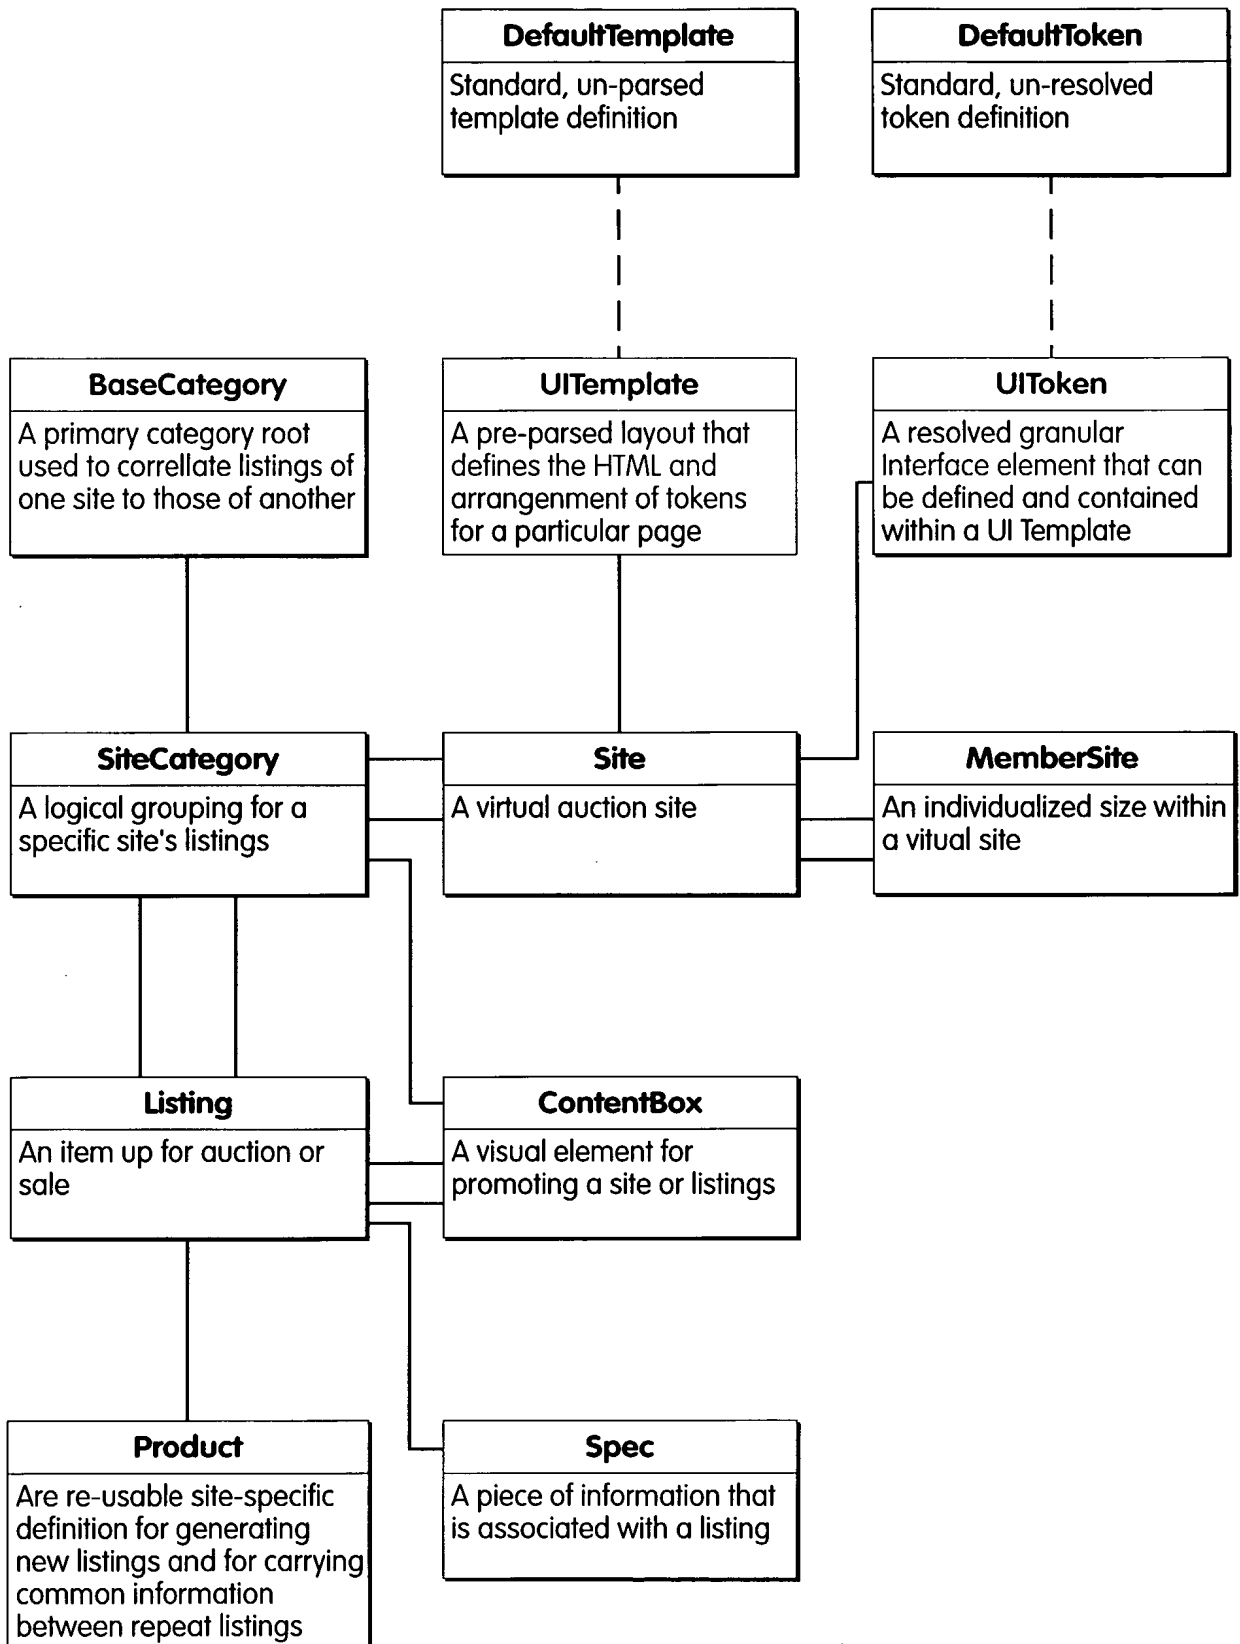 DefaultTemplate
Standard, un-parsed
template definition
DefaultToken
Standard, un-resolved
token definition
BaseCategory
A primary category root
used to correllate listings of
one site to those of another
UITemplate
A pre-parsed layout that
defines the HTML and
arrangenment of tokens
for a particular page
UIToken
A resolved granular
Interface element that can
be defined and contained
within a UI Template
SiteCategory
A logical grouping for a
specific site's listings
Site
A virtual auction site
MemberSite
An individualized size within
a vitual site
Listing
An item up for auction or
sale
ContentBox
A visual element for
promoting a site or listings
Product
Are re-usable site-specific
definition for generating
new listings and for carrying
common information
between repeat listings
Spec
A piece of information that
is associated with a listing